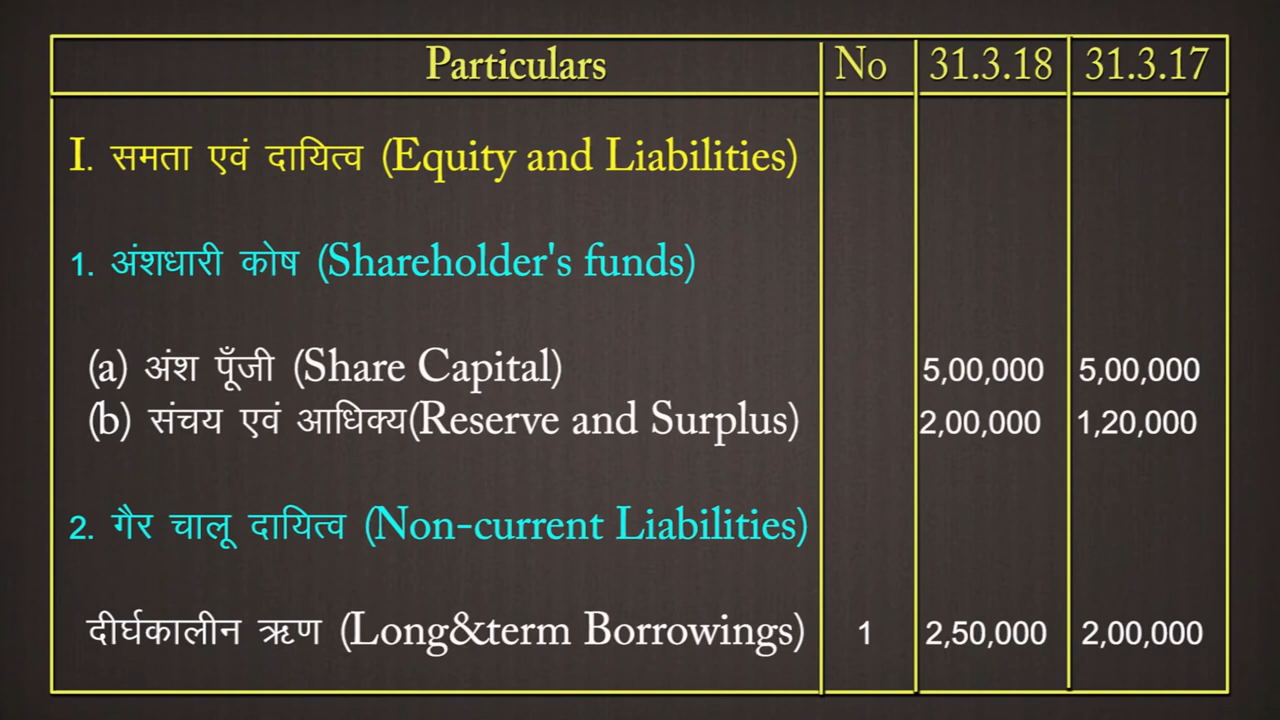 Particulars No 31.3.18 31.3.17
I. समता एवं दायित्व (Equity and Liabilities)
1. अंशधारी कोष (Shareholder's funds)
(a) अंश पूँजी (Share Capital) 5,00,000 5,00,000
(b) संचय एवं आधिक्य(Reserve and Surplus) 2,00,000 1,20,000
2. गैर चालू दायित्व (Non-current Liabilities)
दीर्घकालीन ऋण (Long&term Borrowings) 1 2,50,000 2,00,000